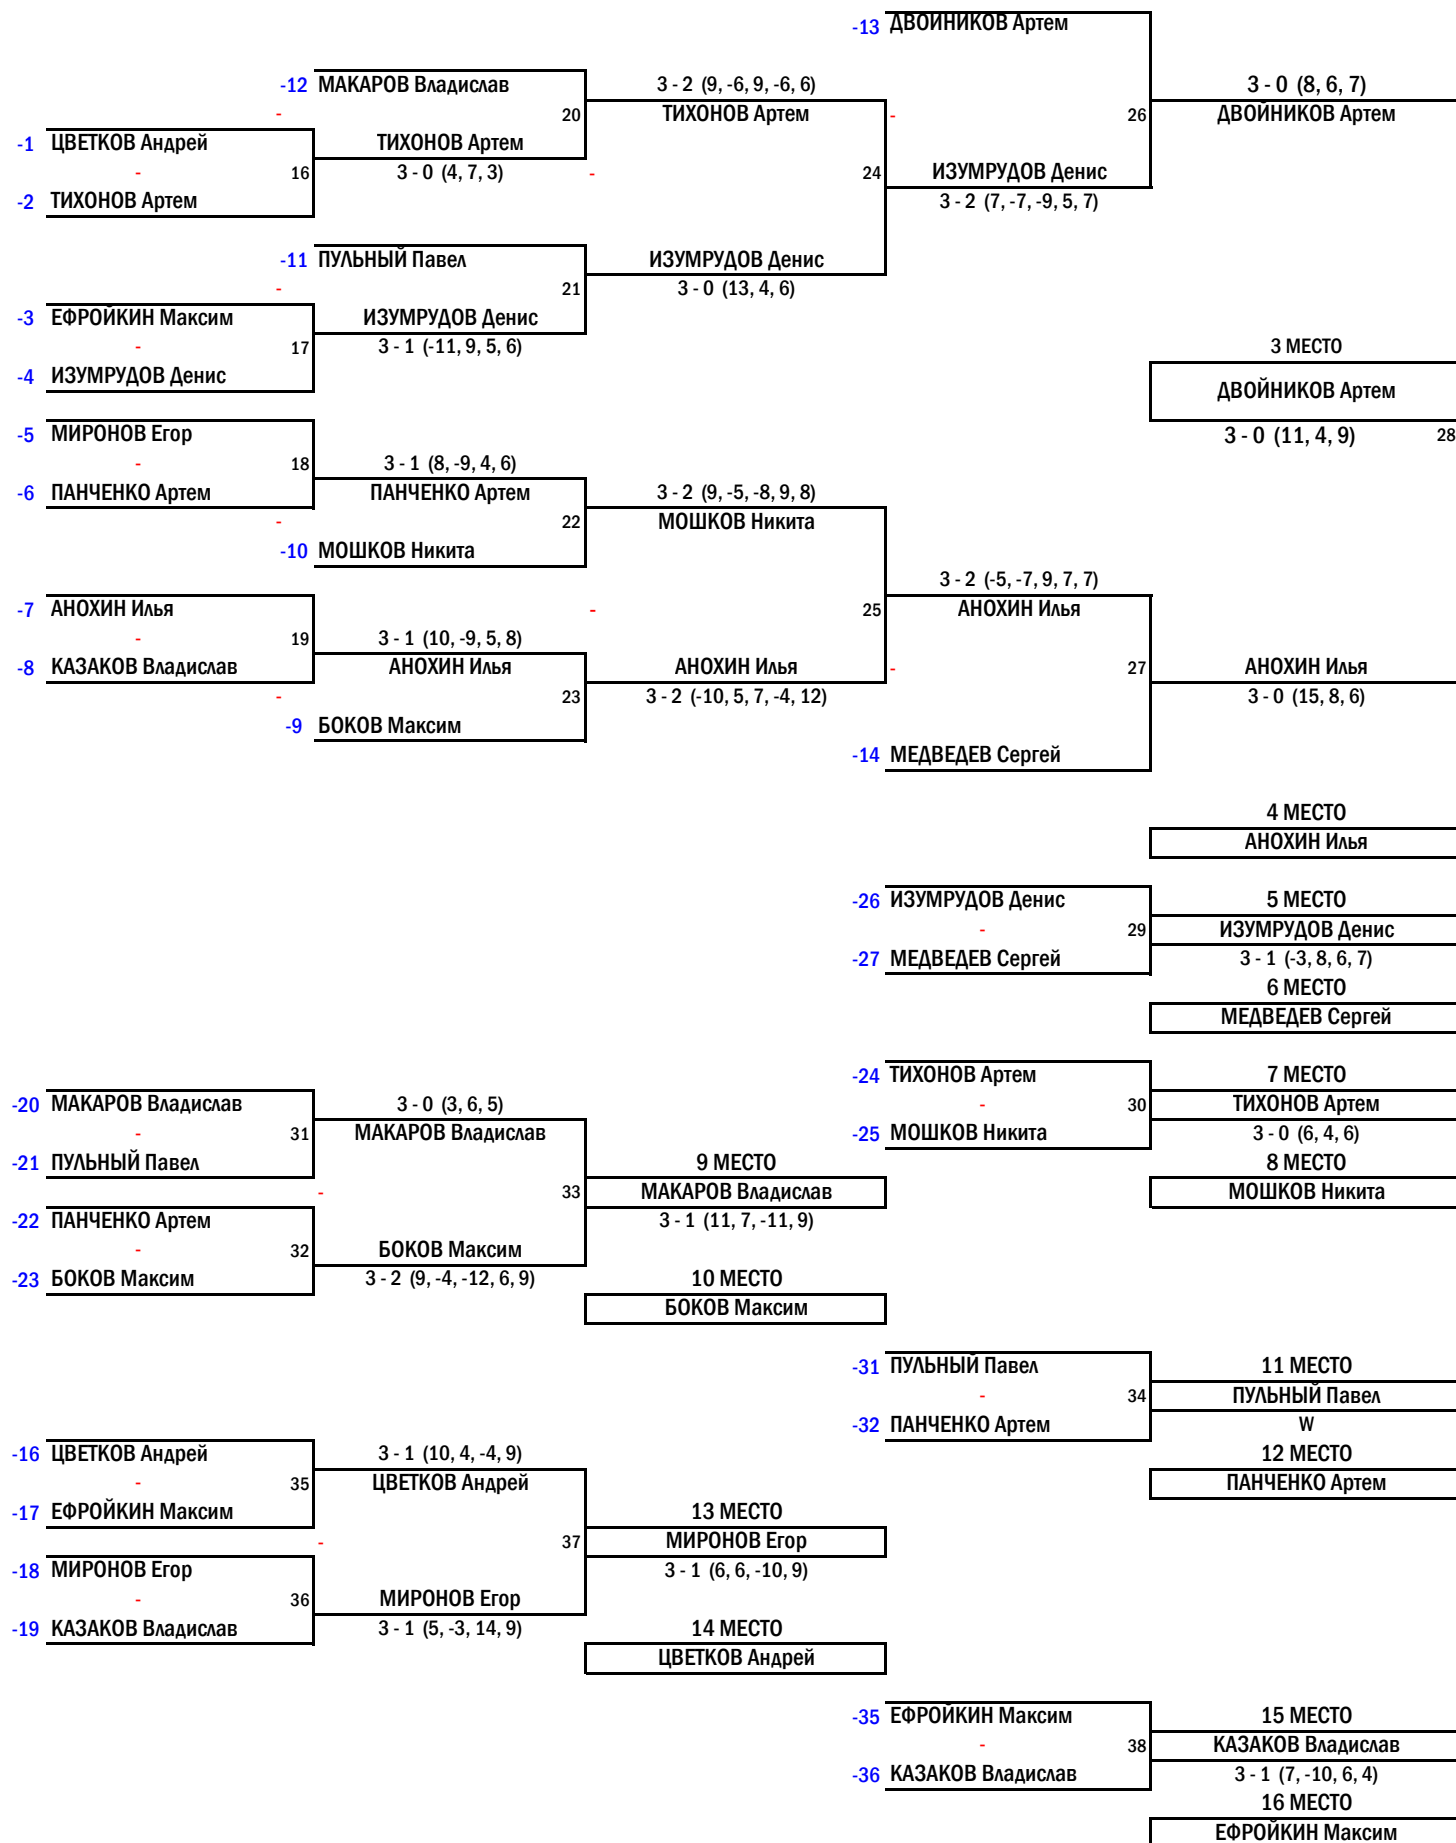 -13 ДВОЙНИКОВ Артем
-12 МАКАРОВ Владислав 3 - 2 (9, -6, 9, -6, 6) 3 - 0 (8, 6, 7)
- 20 ТИХОНОВ Артем - 26 ДВОЙНИКОВ Артем
-1 ЦВЕТКОВ Андрей ТИХОНОВ Артем
- 16 3 - 0 (4, 7, 3) - 24 ИЗУМРУДОВ Денис
-2 ТИХОНОВ Артем 3 - 2 (7, -7, -9, 5, 7)
-11 ПУЛЬНЫЙ Павел ИЗУМРУДОВ Денис
- 21 3 - 0 (13, 4, 6)
-3 ЕФРОЙКИН Максим ИЗУМРУДОВ Денис
- 17 3 - 1 (-11, 9, 5, 6) 3 МЕСТО
-4 ИЗУМРУДОВ Денис ДВОЙНИКОВ Артем
-5 МИРОНОВ Егор 3 - 0 (11, 4, 9) 28
- 18 3 - 1 (8, -9, 4, 6)
-6 ПАНЧЕНКО Артем ПАНЧЕНКО Артем 3 - 2 (9, -5, -8, 9, 8)
- 22 МОШКОВ Никита
-10 МОШКОВ Никита
3 - 2 (-5, -7, 9, 7, 7)
-7 АНОХИН Илья - 25 АНОХИН Илья
- 19 3 - 1 (10, -9, 5, 8)
-8 КАЗАКОВ Владислав АНОХИН Илья АНОХИН Илья - 27 АНОХИН Илья
- 23 3 - 2 (-10, 5, 7, -4, 12) 3 - 0 (15, 8, 6)
-9 БОКОВ Максим
-14 МЕДВЕДЕВ Сергей
4 МЕСТО
АНОХИН Илья
-26 ИЗУМРУДОВ Денис 5 МЕСТО
- 29 ИЗУМРУДОВ Денис
-27 МЕДВЕДЕВ Сергей 3 - 1 (-3, 8, 6, 7)
6 МЕСТО
МЕДВЕДЕВ Сергей
-24 ТИХОНОВ Артем 7 МЕСТО
-20 МАКАРОВ Владислав 3 - 0 (3, 6, 5) - 30 ТИХОНОВ Артем
- 31 МАКАРОВ Владислав -25 МОШКОВ Никита 3 - 0 (6, 4, 6)
-21 ПУЛЬНЫЙ Павел 9 МЕСТО 8 МЕСТО
- 33 МАКАРОВ Владислав МОШКОВ Никита
-22 ПАНЧЕНКО Артем 3 - 1 (11, 7, -11, 9)
- 32 БОКОВ Максим
-23 БОКОВ Максим 3 - 2 (9, -4, -12, 6, 9) 10 МЕСТО
БОКОВ Максим
-31 ПУЛЬНЫЙ Павел 11 МЕСТО
- 34 ПУЛЬНЫЙ Павел
-32 ПАНЧЕНКО Артем W
-16 ЦВЕТКОВ Андрей 3 - 1 (10, 4, -4, 9) 12 МЕСТО
- 35 ЦВЕТКОВ Андрей ПАНЧЕНКО Артем
-17 ЕФРОЙКИН Максим 13 МЕСТО
- 37 МИРОНОВ Егор
-18 МИРОНОВ Егор 3 - 1 (6, 6, -10, 9)
- 36 МИРОНОВ Егор
-19 КАЗАКОВ Владислав 3 - 1 (5, -3, 14, 9) 14 МЕСТО
ЦВЕТКОВ Андрей
-35 ЕФРОЙКИН Максим 15 МЕСТО
- 38 КАЗАКОВ Владислав
-36 КАЗАКОВ Владислав 3 - 1 (7, -10, 6, 4)
16 МЕСТО
ЕФРОЙКИН Максим